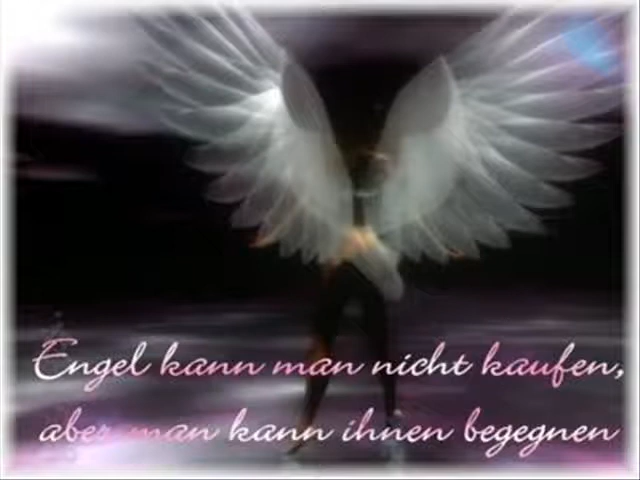 Engel kann man nicht kaufen,
aber man kann ihnen begegnen